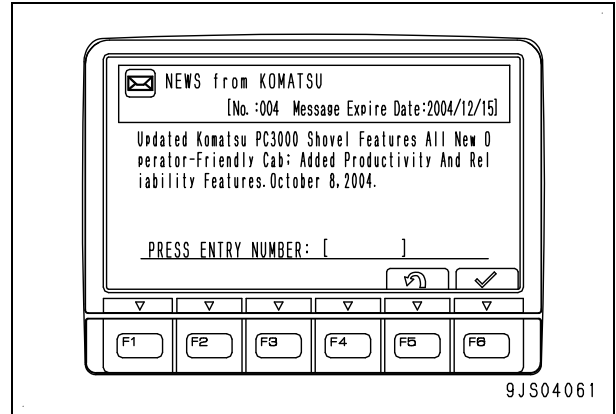 NEWS from KOMATSU
[No. :004 Message Expire Date:2004/12/15]
Updated Komatsu PC3000 Shovel Features All New O
perator-Friendly Cab; Added Productivity And Rel
iability Features. October 8, 2004.
PRESS ENTRY NUMBER: [ ]
F1 F2 F3 F4 F5 F6
9JS04061